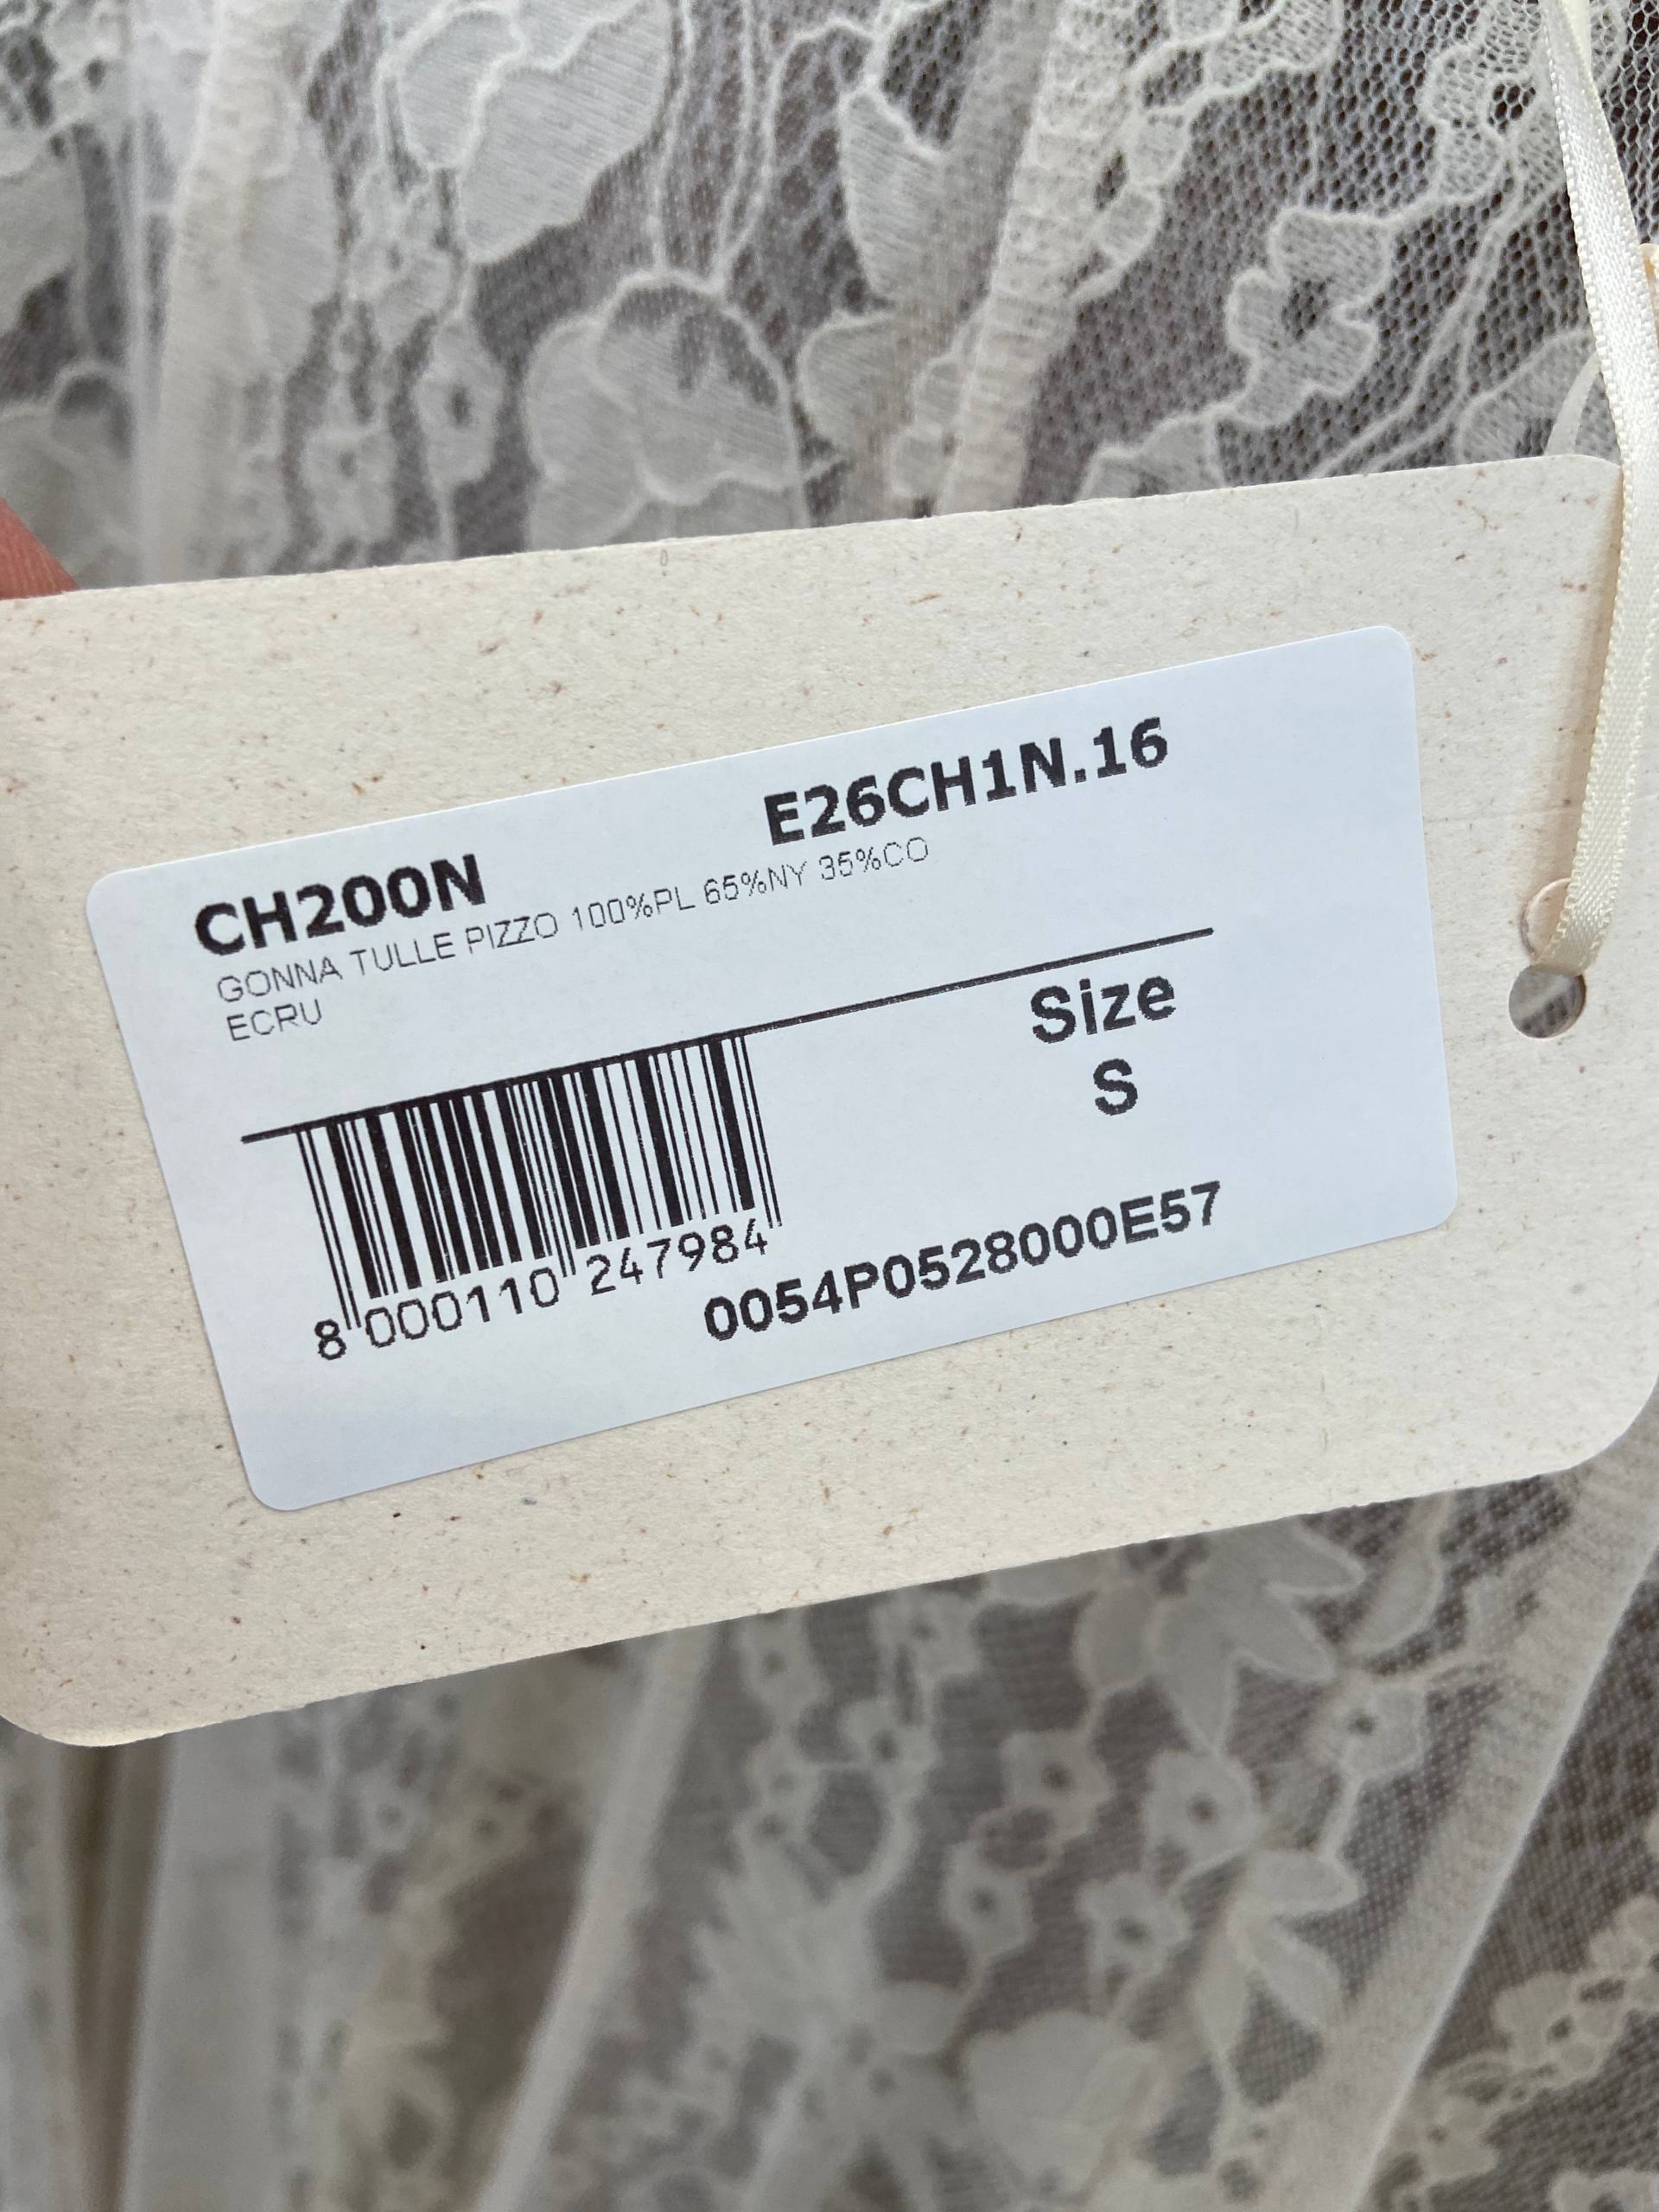 CH200N E26CH1N.16
GONNA TULLE PIZZO 100%PL 65%NY 35%CO
ECRU
Size
S
8 000110 247984
0054P0528000E57